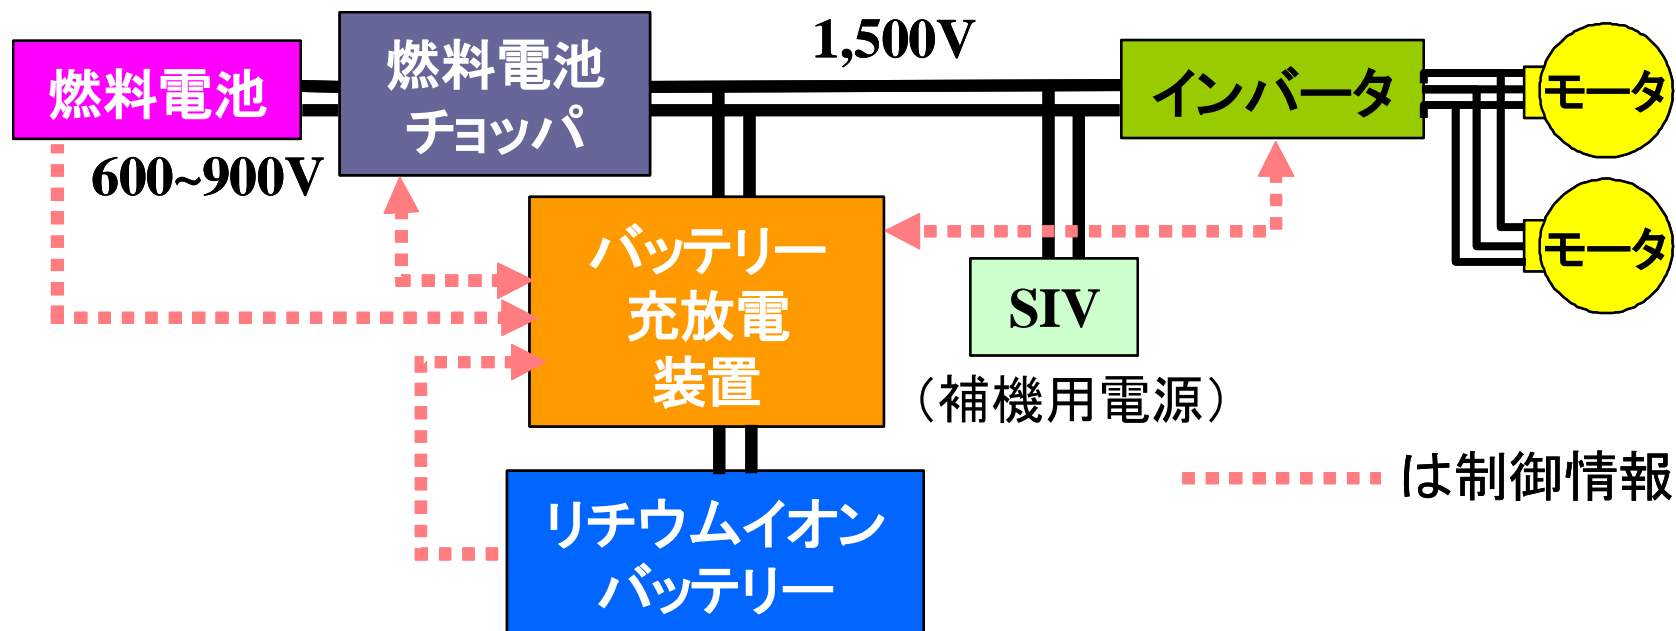 1,500V
燃料電池
燃料電池
チョッパ
インバータ
モータ
600~900V
モータ
バッテリー
充放電
装置
SIV
（補機用電源）
は制御情報
リチウムイオン
バッテリー